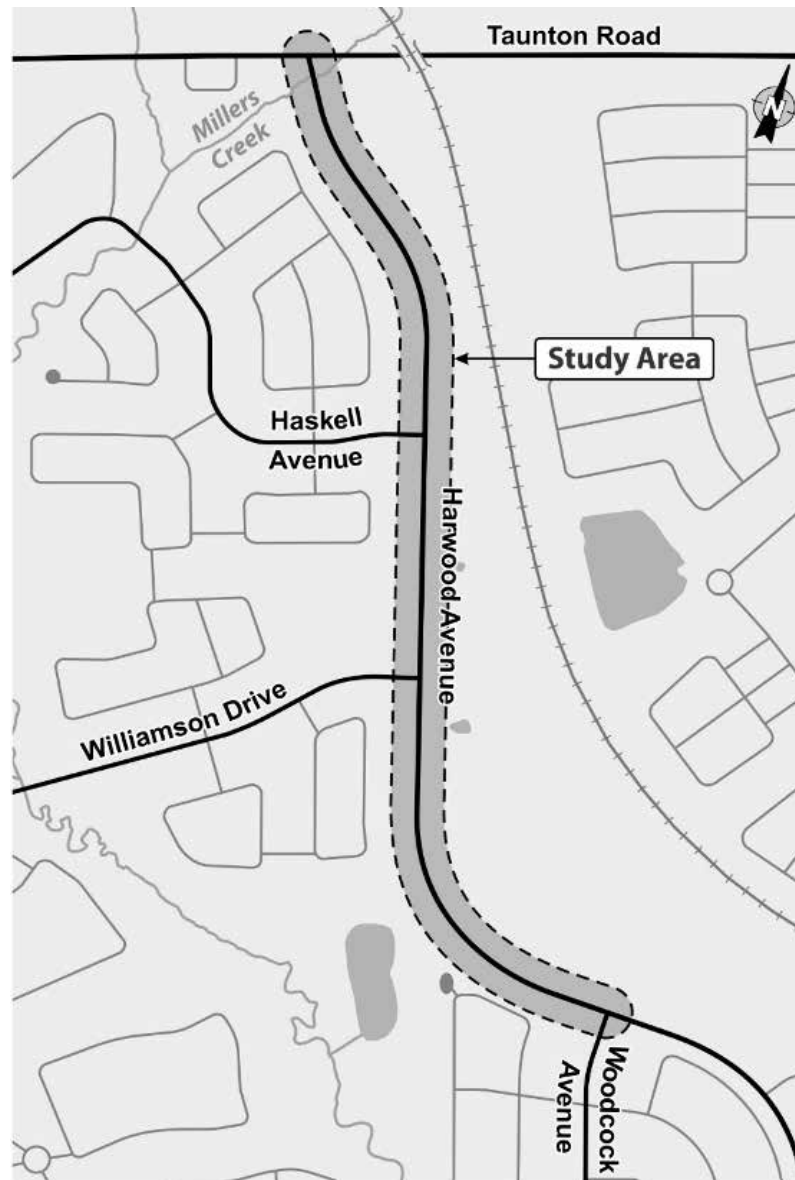 Taunton Road
N
Millers
Creek
Study Area
Haskell
Avenue
Harwood Avenue
Williamson Drive
Woodcock
Avenue